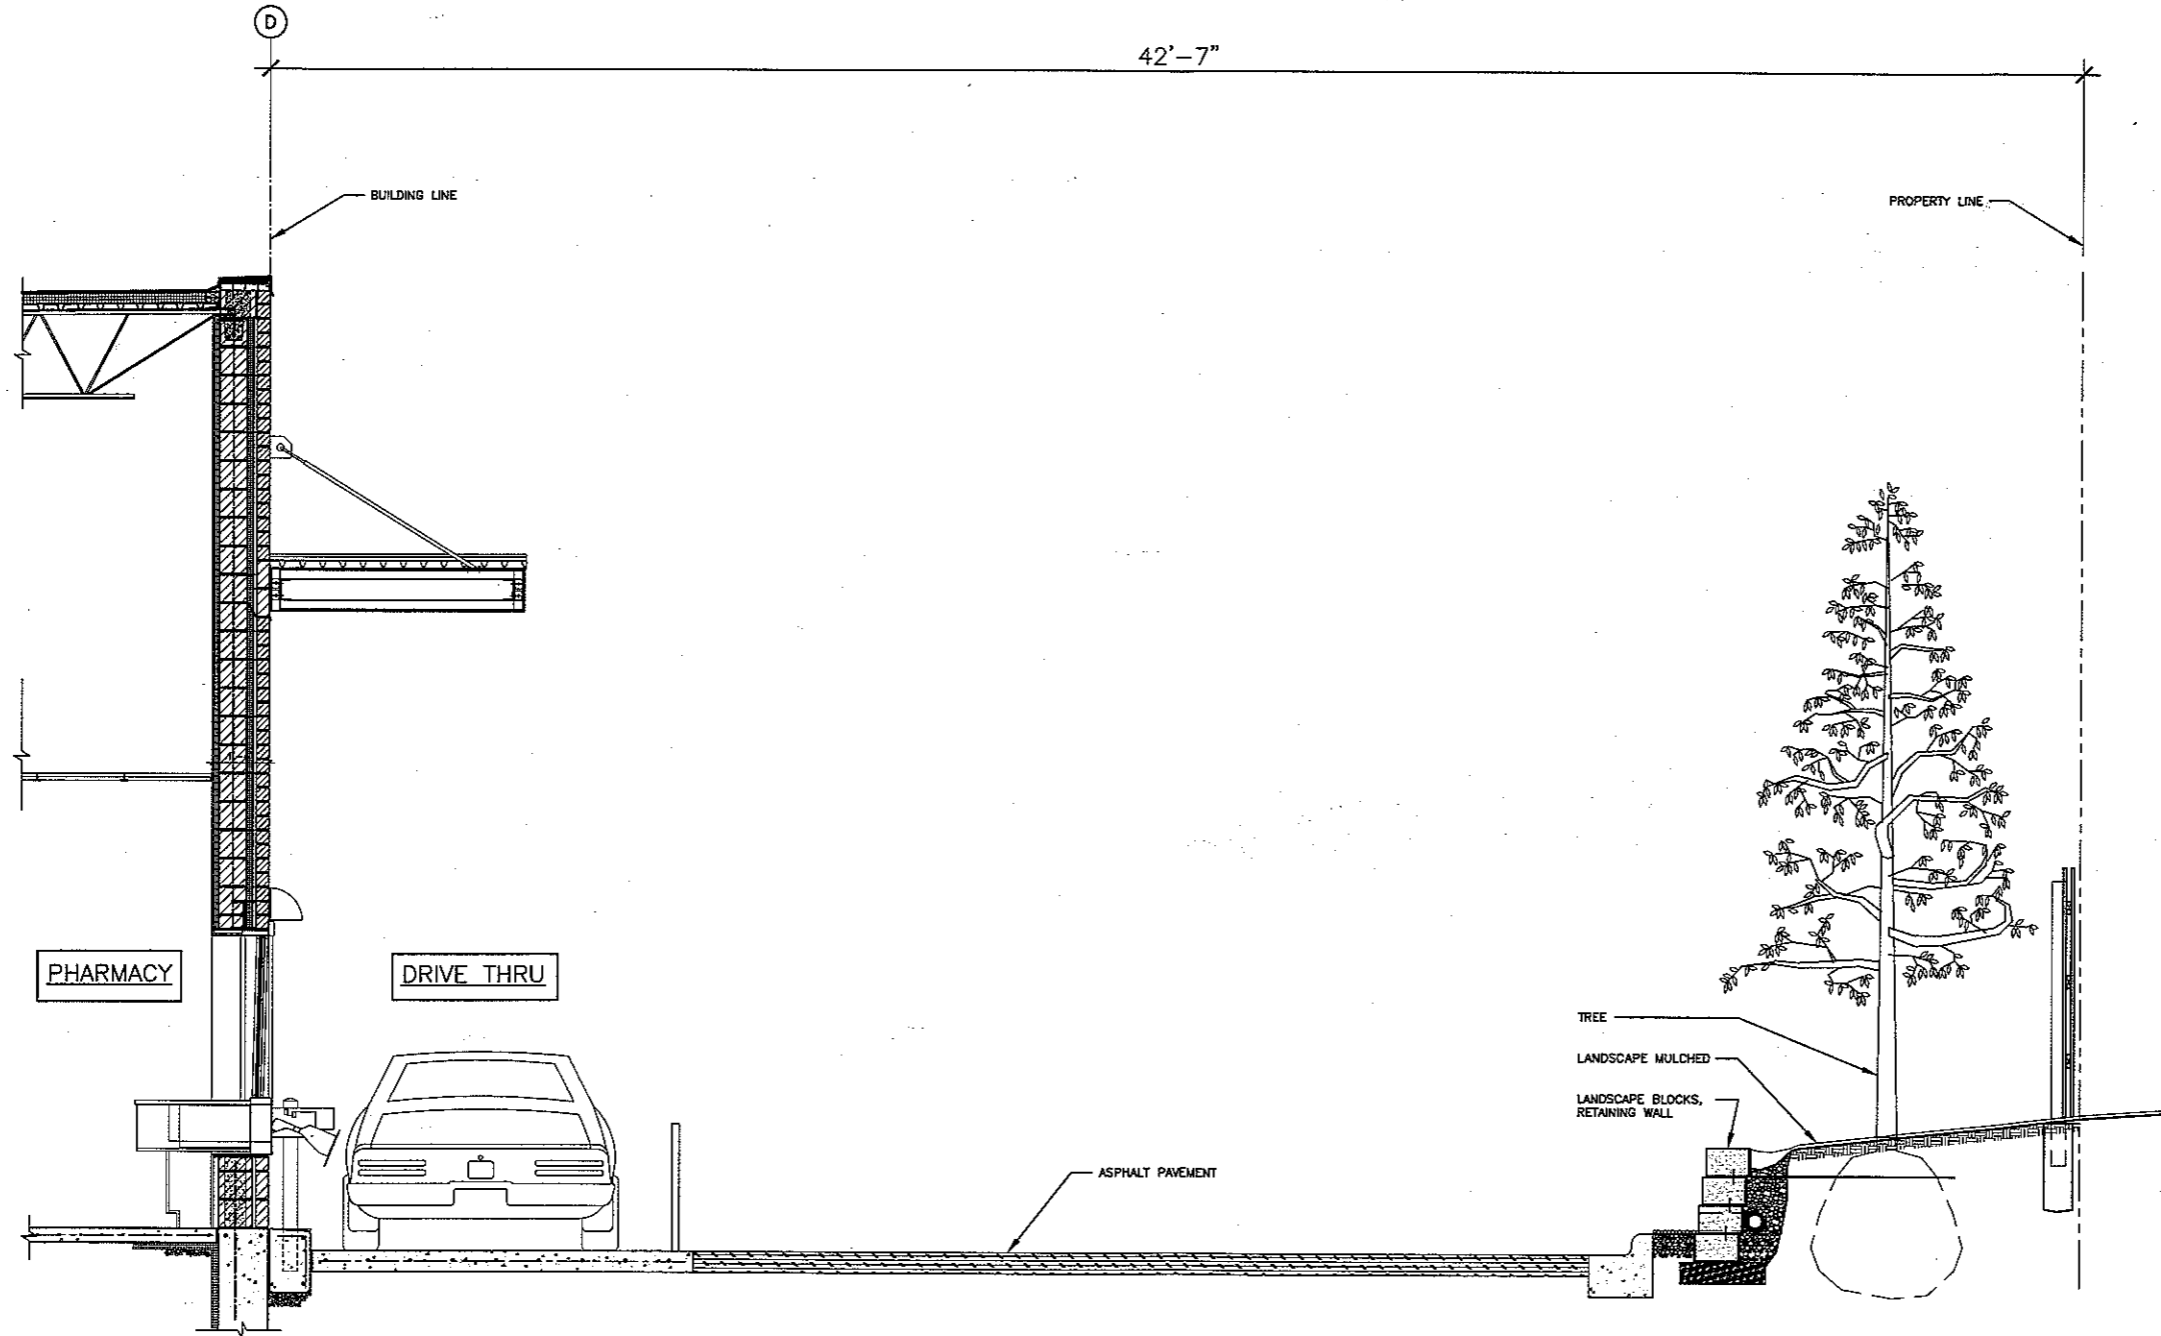 D
42'-7"
BUILDING LINE
PROPERTY LINE
PHARMACY
DRIVE THRU
TREE
LANDSCAPE MULCHED
LANDSCAPE BLOCKS,
RETAINING WALL
ASPHALT PAVEMENT